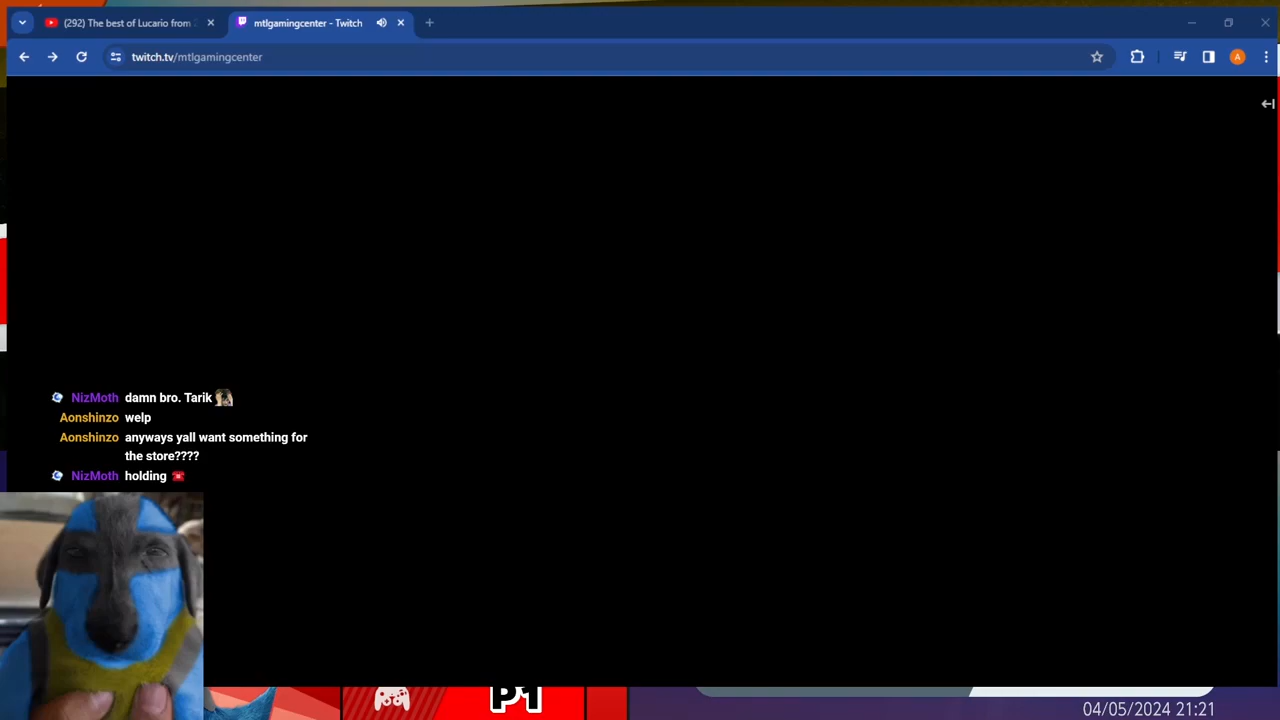 (292) The best of Lucario from
mtlgamingcenter - Twitch
twitch.tv/mtlgamingcenter
A
NizMoth damn bro. Tarik
Aonshinzo welp
Aonshinzo anyways yall want something for
the store????
NizMoth holding
P1
04/05/2024 21:21